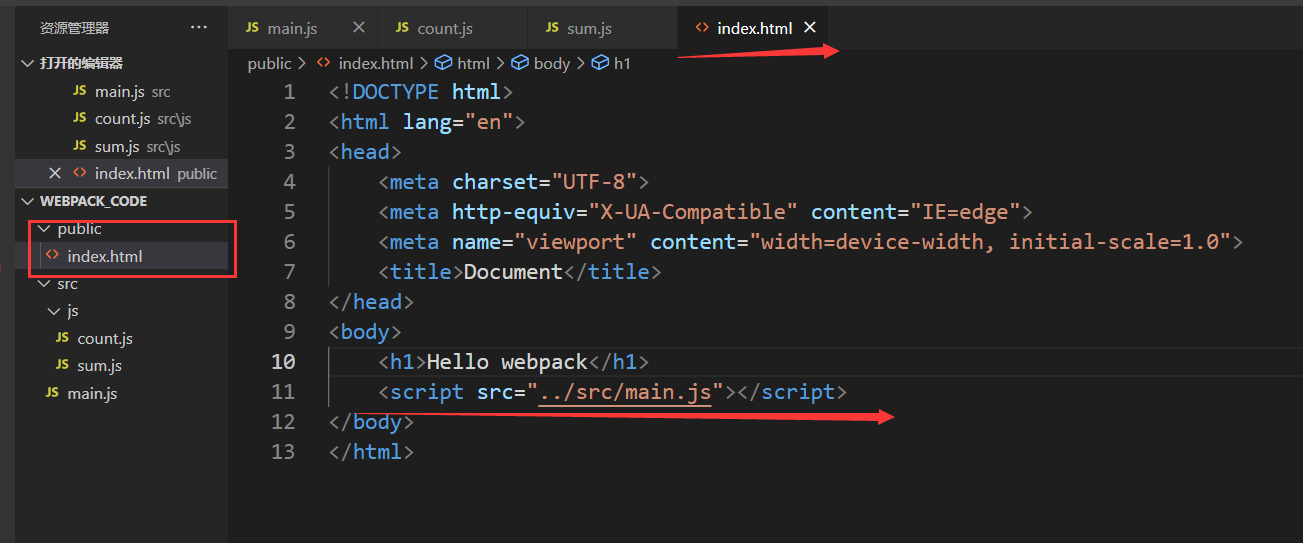 资源管理器 ...
打开的编辑器
JS main.js src
JS count.js src\js
JS sum.js src\js
× <> index.html public
WEBPACK_CODE
public
<> index.html
src
js
JS count.js
JS sum.js
JS main.js
JS main.js × JS count.js JS sum.js <> index.html ×
public > <> index.html > html > body > h1
1 <!DOCTYPE html>
2 <html lang="en">
3 <head>
4 <meta charset="UTF-8">
5 <meta http-equiv="X-UA-Compatible" content="IE=edge">
6 <meta name="viewport" content="width=device-width, initial-scale=1.0">
7 <title>Document</title>
8 </head>
9 <body>
10 <h1>Hello webpack</h1>
11 <script src="../src/main.js"></script>
12 </body>
13 </html>